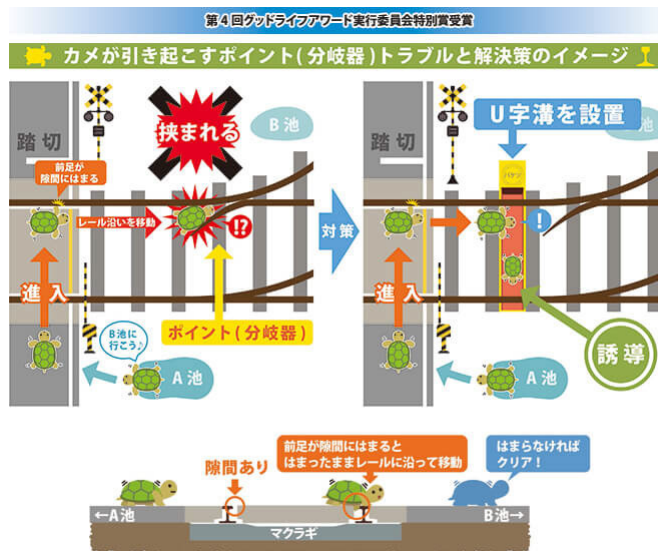 第4回グッドライフアワード実行委員会特別賞受賞
カメが引き起こすポイント(分岐器)トラブルと解決策のイメージ
踏切
前足が
隙間にはまる
挟まれる
B池
レール沿いを移動
!?
進入
ポイント(分岐器)
B池に
行こう♪
A池
対策
U字溝を設置
踏切
池
!
進入
誘導
A池
隙間あり
前足が隙間にはまると
はまったままレールに沿って移動
はまらなければ
クリア!
←A池
マクラギ
B池→